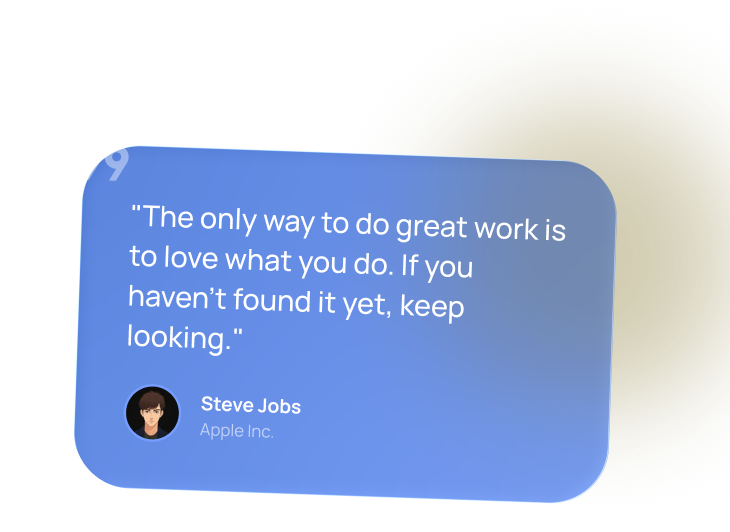 "The only way to do great work is
to love what you do. If you
haven't found it yet, keep
looking."
Steve Jobs
Apple Inc.